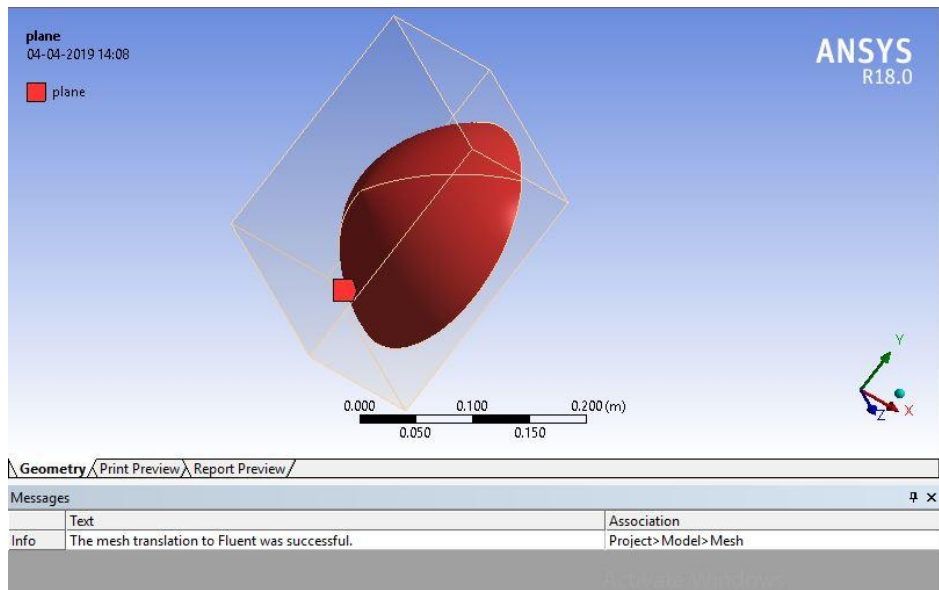 plane
04-04-2019 14:08
plane
ANSYS
R18.0
Y
X
Z
0.000 0.100 0.200 (m)
0.050 0.150
Geometry Print Preview Report Preview
Messages
Text Association
Info The mesh translation to Fluent was successful. Project>Model>Mesh
Activate Windows